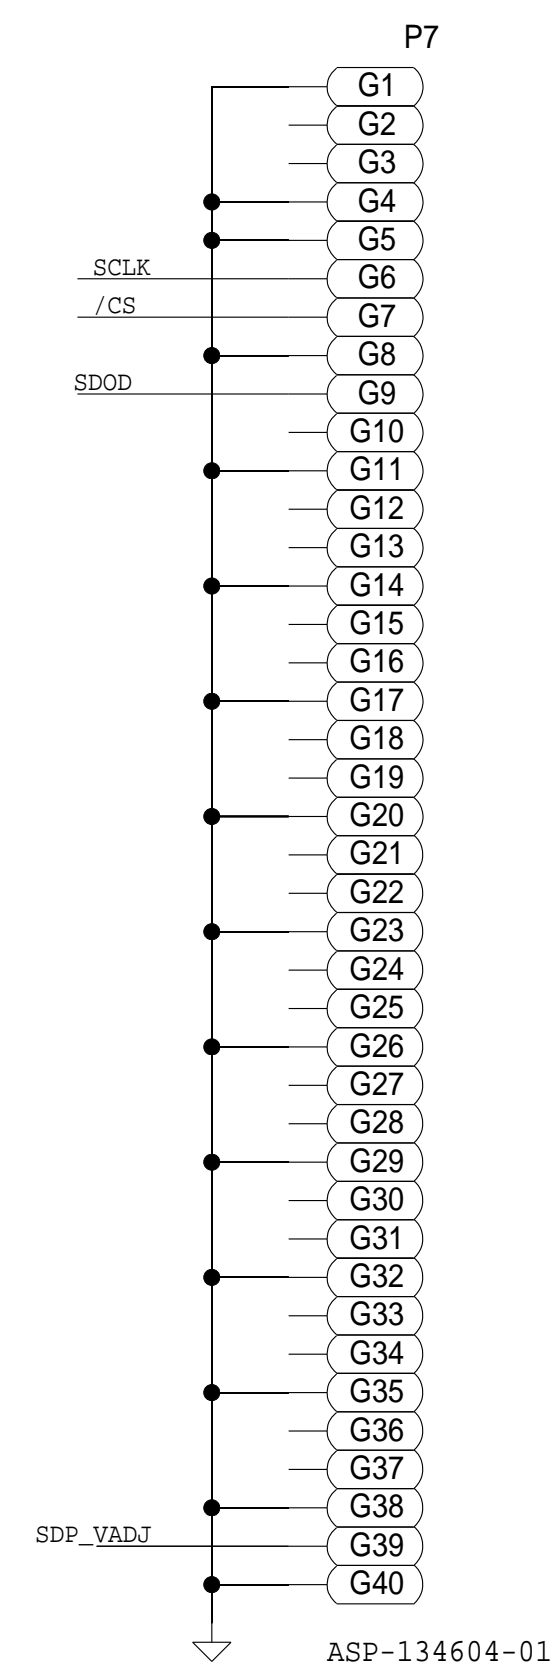 P7
G1
G2
G3
G4
G5
SCLK G6
/CS G7
G8
SDOD G9
G10
G11
G12
G13
G14
G15
G16
G17
G18
G19
G20
G21
G22
G23
G24
G25
G26
G27
G28
G29
G30
G31
G32
G33
G34
G35
G36
G37
G38
SDP_VADJ G39
G40
ASP-134604-01